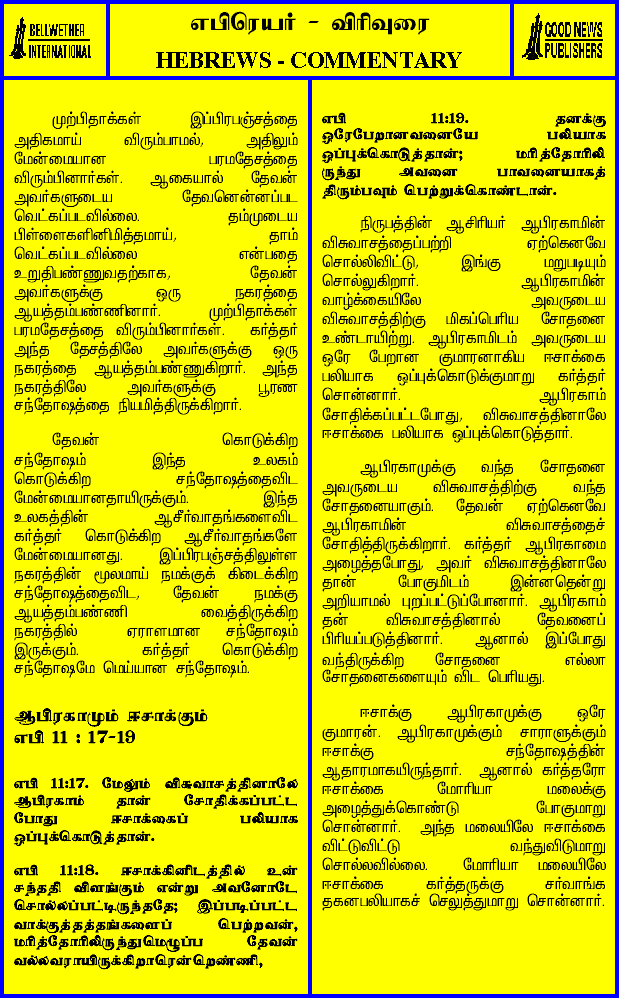 BELLWETHER
INTERNATIONAL
எபிரெயர் - விரிவுரை
HEBREWS - COMMENTARY
GOOD NEWS
PUBLISHERS
முற்பிதாக்கள் இப்பிரபஞ்சத்தை
அதிகமாய் விரும்பாமல், அதிலும்
மேன்மையான பரமதேசத்தை
விரும்பினார்கள். ஆகையால் தேவன்
அவர்களுடைய தேவனென்னப்பட
வெட்கப்படவில்லை. தம்முடைய
பிள்ளைகளினிமித்தமாய், தாம்
வெட்கப்படவில்லை என்பதை
உறுதிபண்ணுவதற்காக, தேவன்
அவர்களுக்கு ஒரு நகரத்தை
ஆயத்தம்பண்ணினார். முற்பிதாக்கள்
பரமதேசத்தை விரும்பினார்கள். கர்த்தர்
அந்த தேசத்திலே அவர்களுக்கு ஒரு
நகரத்தை ஆயத்தம்பண்ணுகிறார். அந்த
நகரத்திலே அவர்களுக்கு பூரண
சந்தோஷத்தை நியமித்திருக்கிறார்.
தேவன் கொடுக்கிற
சந்தோஷம் இந்த உலகம்
கொடுக்கிற சந்தோஷத்தைவிட
மேன்மையானதாயிருக்கும். இந்த
உலகத்தின் ஆசீர்வாதங்களைவிட
கர்த்தர் கொடுக்கிற ஆசீர்வாதங்களே
மேன்மையானது. இப்பிரபஞ்சத்திலுள்ள
நகரத்தின் மூலமாய் நமக்குக் கிடைக்கிற
சந்தோஷத்தைவிட, தேவன் நமக்கு
ஆயத்தம்பண்ணி வைத்திருக்கிற
நகரத்தில் ஏராளமான சந்தோஷம்
இருக்கும். கர்த்தர் கொடுக்கிற
சந்தோஷமே மெய்யான சந்தோஷம்.
ஆபிரகாமும் ஈசாக்கும்
எபி 11 : 17-19
எபி 11:17. மேலும் விசுவாசத்தினாலே
ஆபிரகாம் தான் சோதிக்கப்பட்ட
போது ஈசாக்கைப் பலியாக
ஒப்புக்கொடுத்தான்.
எபி 11:18. ஈசாக்கினிடத்தில் உன்
சந்ததி விளங்கும் என்று அவனோடே
சொல்லப்பட்டிருந்ததே; இப்படிப்பட்ட
வாக்குத்தத்தங்களைப் பெற்றவன்,
மரித்தோரிலிருந்துமெழுப்ப தேவன்
வல்லவராயிருக்கிறாரென்றெண்ணி,
எபி 11:19. தனக்கு
ஒரேபேறானவனையே பலியாக
ஒப்புக்கொடுத்தான்; மரித்தோரிலி
ருந்து அவனை பாவனையாகத்
திரும்பவும் பெற்றுக்கொண்டான்.
நிருபத்தின் ஆசிரியர் ஆபிரகாமின்
விசுவாசத்தைப்பற்றி ஏற்கெனவே
சொல்லிவிட்டு, இங்கு மறுபடியும்
சொல்லுகிறார். ஆபிரகாமின்
வாழ்க்கையிலே அவருடைய
விசுவாசத்திற்கு மிகப்பெரிய சோதனை
உண்டாயிற்று. ஆபிரகாமிடம் அவருடைய
ஒரே பேறான குமாரனாகிய ஈசாக்கை
பலியாக ஒப்புக்கொடுக்குமாறு கர்த்தர்
சொன்னார். ஆபிரகாம்
சோதிக்கப்பட்டபோது, விசுவாசத்தினாலே
ஈசாக்கை பலியாக ஒப்புக்கொடுத்தார்.
ஆபிரகாமுக்கு வந்த சோதனை
அவருடைய விசுவாசத்திற்கு வந்த
சோதனையாகும். தேவன் ஏற்கெனவே
ஆபிரகாமின் விசுவாசத்தைச்
சோதித்திருக்கிறார். கர்த்தர் ஆபிரகாமை
அழைத்தபோது, அவர் விசுவாசத்தினாலே
தான் போகுமிடம் இன்னதென்று
அறியாமல் புறப்பட்டுப்போனார். ஆபிரகாம்
தன் விசுவாசத்தினால் தேவனைப்
பிரியப்படுத்தினார். ஆனால் இப்போது
வந்திருக்கிற சோதனை எல்லா
சோதனைகளையும் விட பெரியது.
ஈசாக்கு ஆபிரகாமுக்கு ஒரே
குமாரன். ஆபிரகாமுக்கும் சாராளுக்கும்
ஈசாக்கு சந்தோஷத்தின்
ஆதாரமாகயிருந்தார். ஆனால் கர்த்தரோ
ஈசாக்கை மோரியா மலைக்கு
அழைத்துக்கொண்டு போகுமாறு
சொன்னார். அந்த மலையிலே ஈசாக்கை
விட்டுவிட்டு வந்துவிடுமாறு
சொல்லவில்லை. மோரியா மலையிலே
ஈசாக்கை கர்த்தருக்கு சர்வாங்க
தகனபலியாகச் செலுத்துமாறு சொன்னார்.